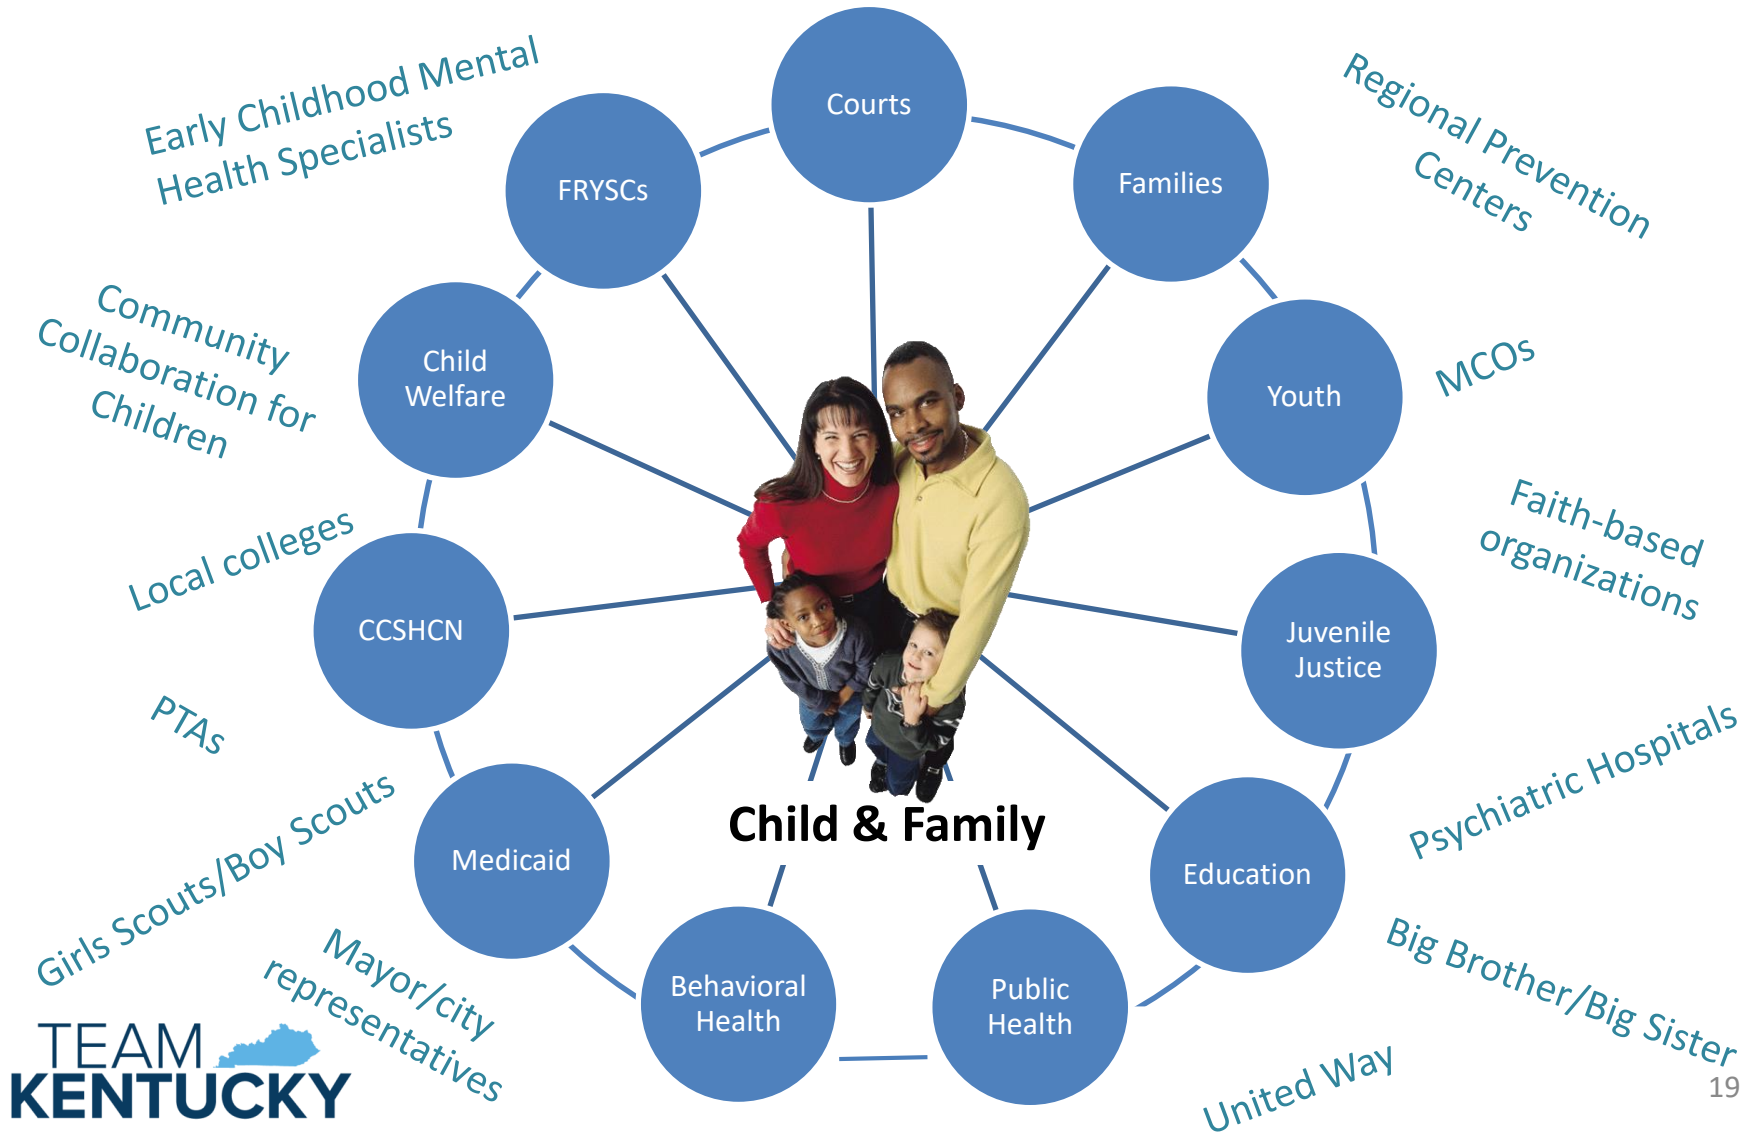 Early Childhood Mental
Health Specialists
Courts
Regional Prevention
Centers
FRYSCs
Families
Community
Collaboration for
Children
Child
Welfare
Youth
MCOs
Local colleges
Faith-based
organizations
CCSHCN
Juvenile
Justice
PTAs
Psychiatric Hospitals
Child & Family
Girls Scouts/Boy Scouts
Medicaid
Education
Mayor/city
representatives
Behavioral
Health
Public
Health
Big Brother/Big Sister
United Way
TEAM
KENTUCKY
19